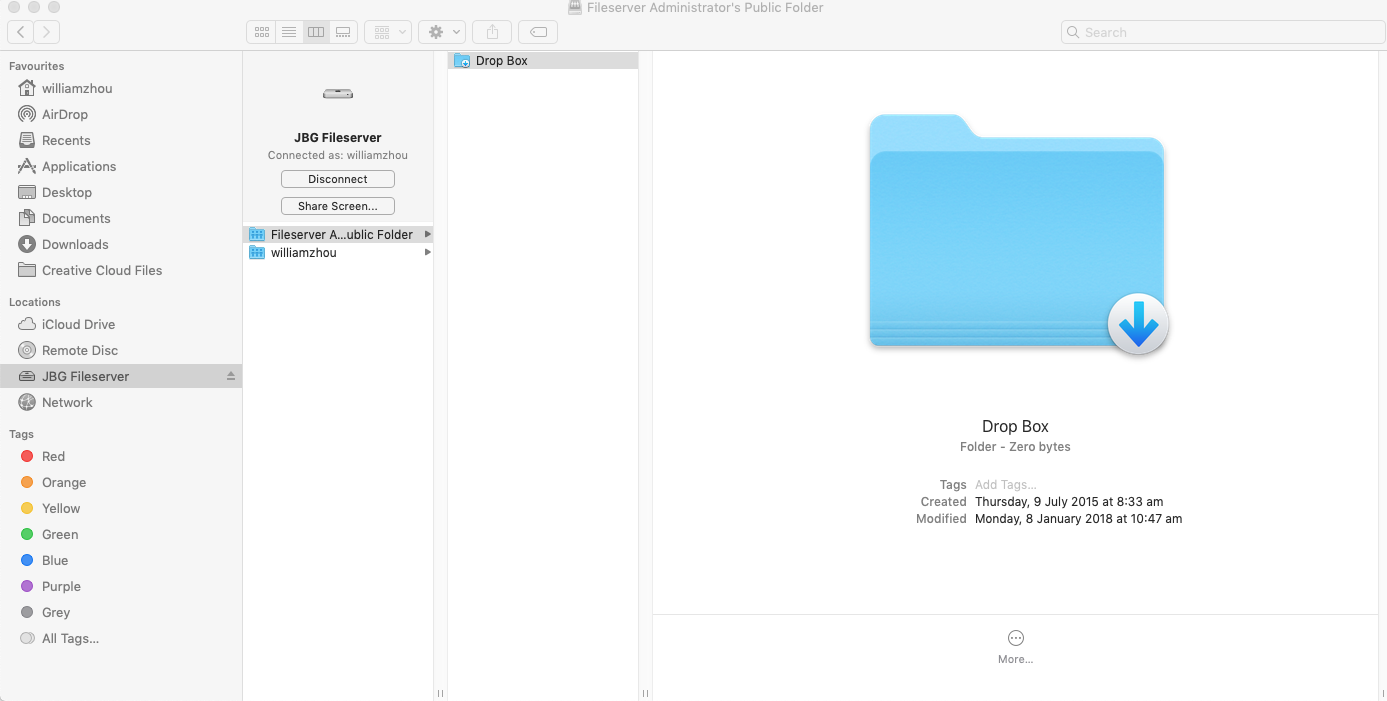 Fileserver Administrator's Public Folder
Search
Favourites
williamzhou
AirDrop
Recents
Applications
Desktop
Documents
Downloads
Creative Cloud Files
Locations
iCloud Drive
Remote Disc
JBG Fileserver
Network
Tags
Red
Orange
Yellow
Green
Blue
Purple
Grey
All Tags...
JBG Fileserver
Connected as: williamzhou
Disconnect
Share Screen...
Fileserver A...ublic Folder
williamzhou
Drop Box
Drop Box
Folder - Zero bytes
Tags Add Tags...
Created Thursday, 9 July 2015 at 8:33 am
Modified Monday, 8 January 2018 at 10:47 am
More...